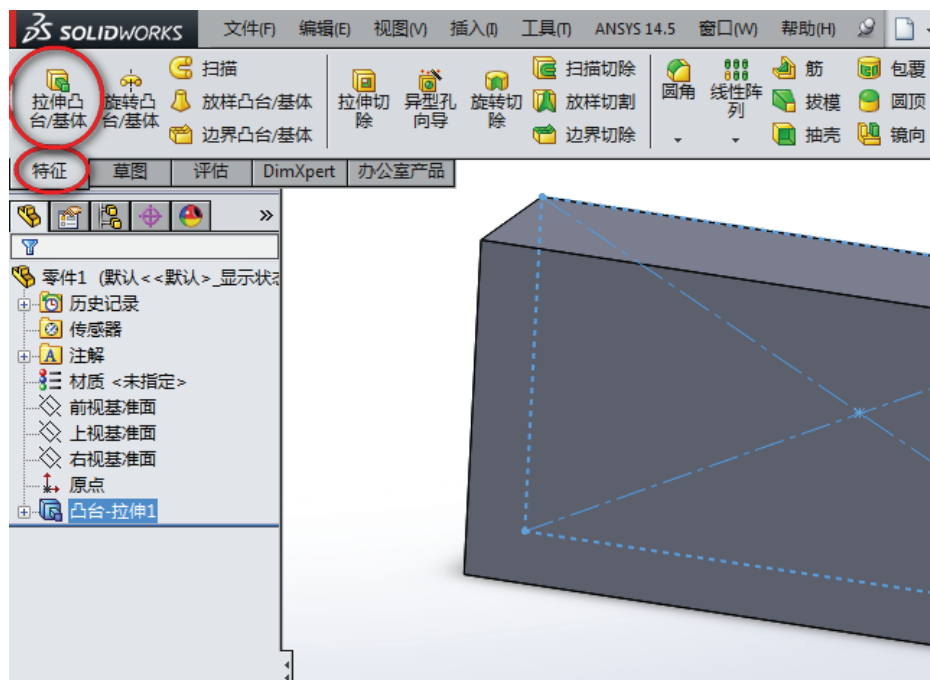 SOLIDWORKS 文件(F) 编辑(E) 视图(V) 插入(I) 工具(T) ANSYS 14.5 窗口(W) 帮助(H)
拉伸凸台/基体
旋转凸台/基体
扫描
放样凸台/基体
边界凸台/基体
拉伸切除
异型孔向导
旋转切除
扫描切除
放样切割
边界切除
圆角
线性阵列
筋
拔模
抽壳
包覆
圆顶
镜向
特征 草图 评估 DimXpert 办公室产品
零件1 (默认<<默认>_显示状态
历史记录
传感器
注解
材质 <未指定>
前视基准面
上视基准面
右视基准面
原点
凸台-拉伸1